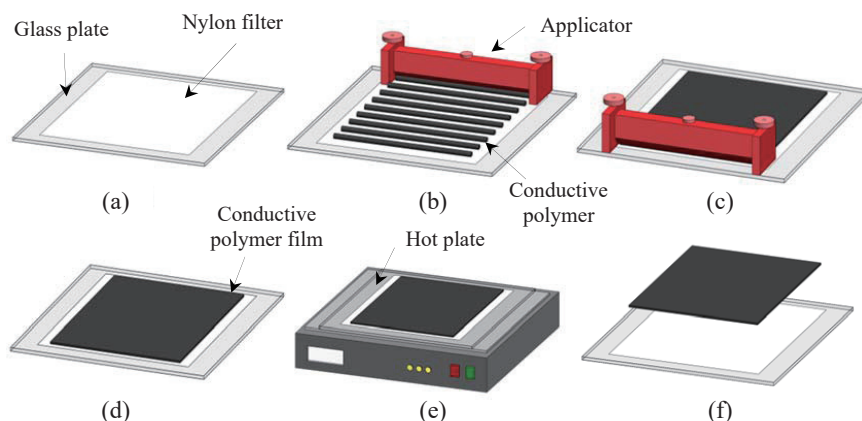 Glass plate
Nylon filter
Applicator
(a)
(b)
Conductive
polymer
(c)
Conductive
polymer film
Hot plate
(d)
(e)
(f)